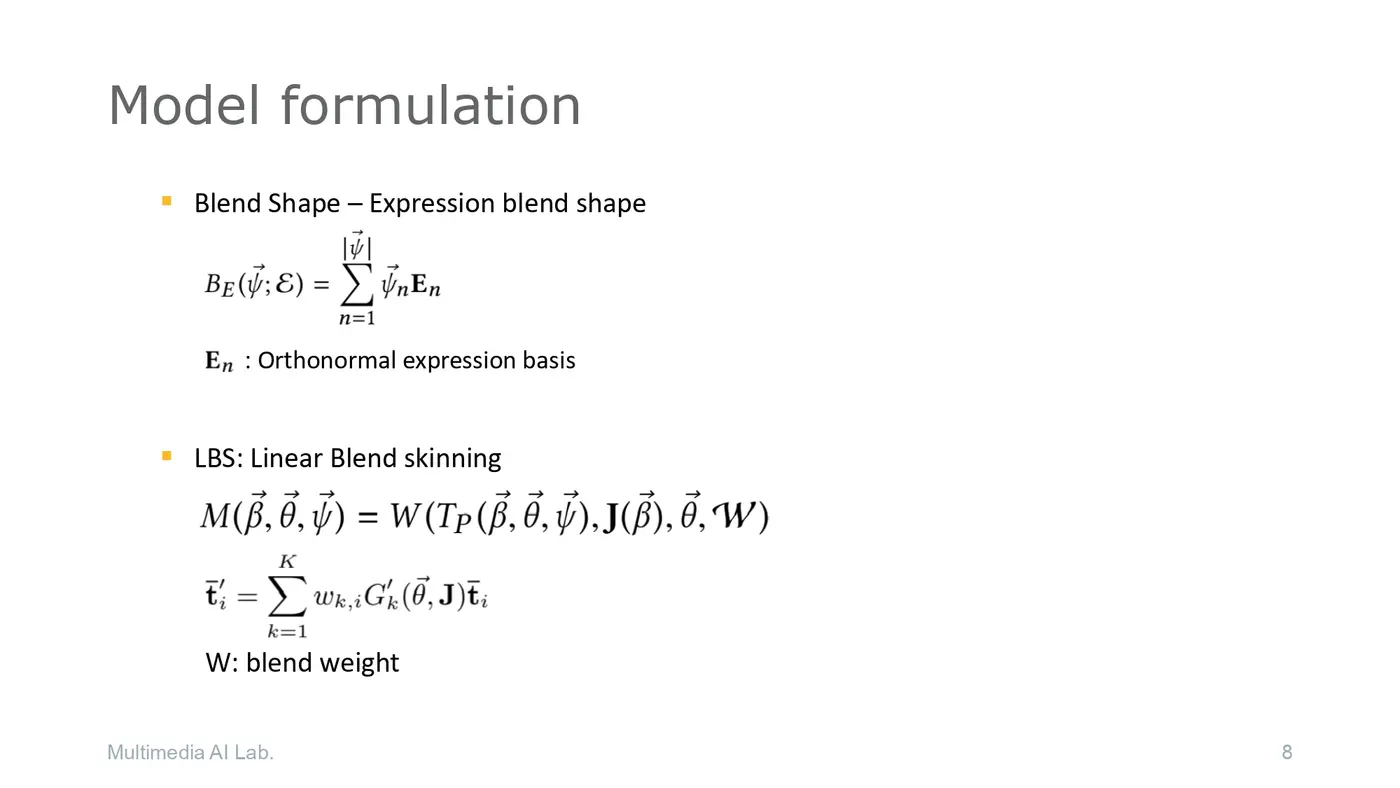 Model formulation
▪ Blend Shape – Expression blend shape
$B_E(\vec{\psi}; \mathcal{E}) = \sum_{n=1}^{|\vec{\psi}|} \vec{\psi}_n \mathbf{E}_n$
$\mathbf{E}_n$ : Orthonormal expression basis
▪ LBS: Linear Blend skinning
$M(\vec{\beta}, \vec{\theta}, \vec{\psi}) = W(T_P(\vec{\beta}, \vec{\theta}, \vec{\psi}), \mathbf{J}(\vec{\beta}), \vec{\theta}, \mathcal{W})$
$\bar{\mathbf{t}}'_i = \sum_{k=1}^{K} w_{k,i} G'_k(\vec{\theta}, \mathbf{J}) \bar{\mathbf{t}}_i$
W: blend weight
Multimedia AI Lab.
8